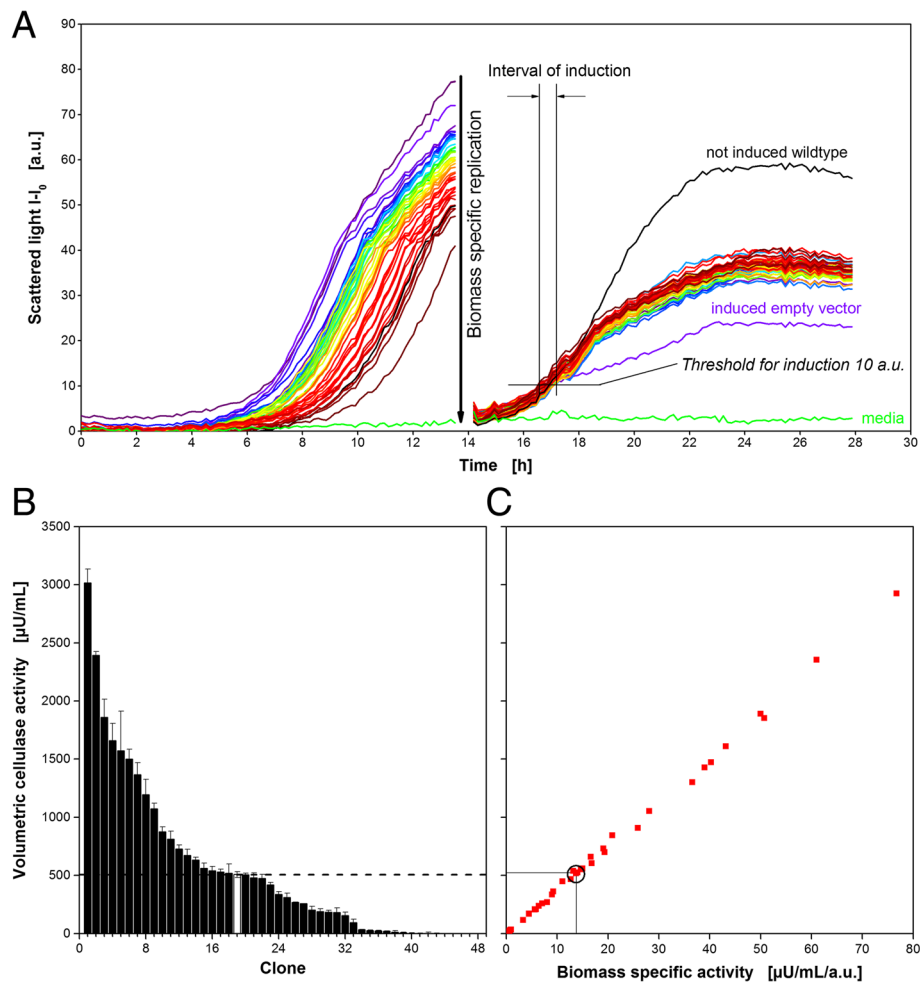 A
90
80
70
60
50
40
30
20
10
0
Scattered light I-I0 [a.u.]
Biomass specific replication
Interval of induction
not induced wildtype
induced empty vector
Threshold for induction 10 a.u.
media
0 2 4 6 8 10 12 14 16 18 20 22 24 26 28 30
Time [h]
B
3500
3000
2500
2000
1500
1000
500
0
Volumetric cellulase activity [µU/mL]
0 8 16 24 32 40 48
Clone
C
0 10 20 30 40 50 60 70 80
Biomass specific activity [µU/mL/a.u.]